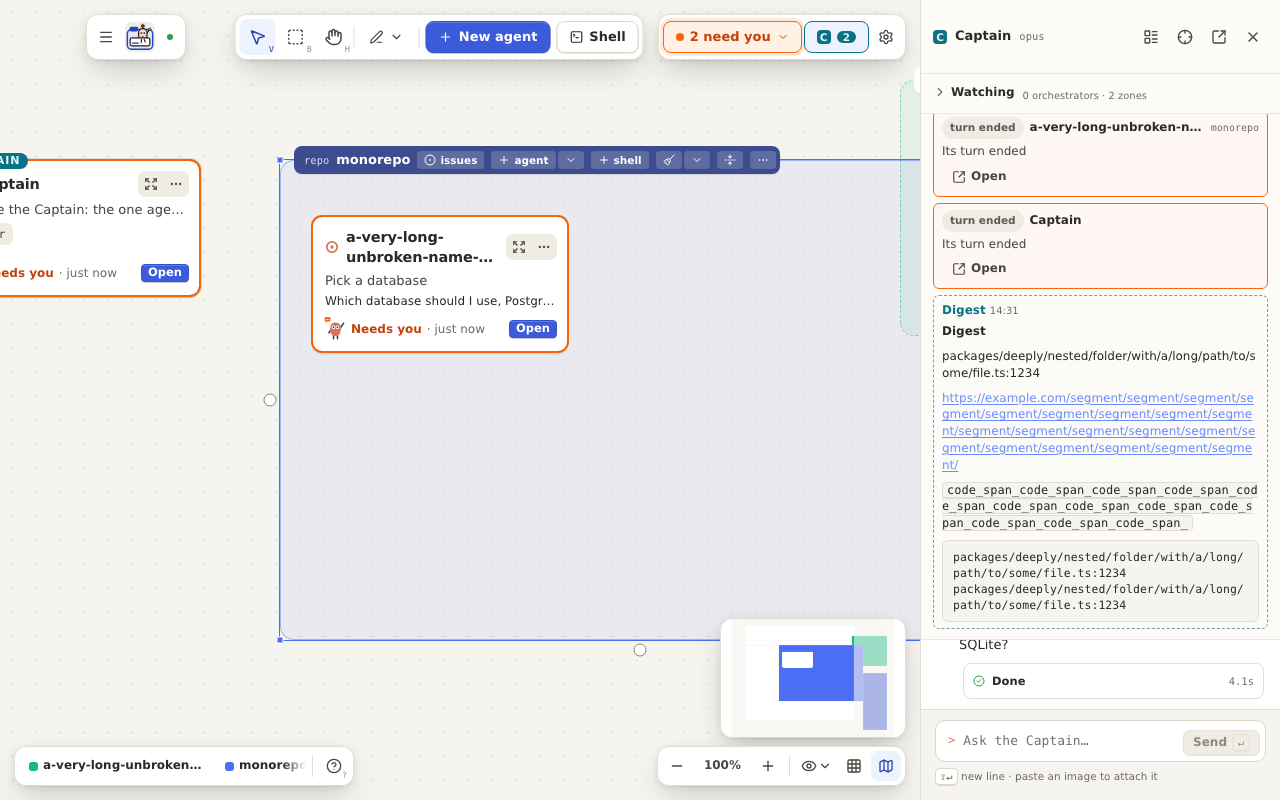 V
B
H
+ New agent
Shell
2 need you
C 2
C Captain opus
Watching 0 orchestrators · 2 zones
turn ended a-very-long-unbroken-n… monorepo
Its turn ended
Open
turn ended Captain
Its turn ended
Open
Digest 14:31
Digest
packages/deeply/nested/folder/with/a/long/path/to/s
ome/file.ts:1234
https://example.com/segment/segment/segment/se
gment/segment/segment/segment/segment/segme
nt/segment/segment/segment/segment/segment/se
gment/segment/segment/segment/segment/segme
nt/
code_span_code_span_code_span_code_span_cod
e_span_code_span_code_span_code_span_code_s
pan_code_span_code_span_code_span_
packages/deeply/nested/folder/with/a/long/
path/to/some/file.ts:1234
packages/deeply/nested/folder/with/a/long/
path/to/some/file.ts:1234
SQLite?
Done 4.1s
> Ask the Captain…
Send ↵
⇧↵ new line · paste an image to attach it
AIN
ptain
e the Captain: the one age…
r
eeds you · just now Open
repo monorepo issues + agent + shell
a-very-long-
unbroken-name-…
Pick a database
Which database should I use, Postgr…
Needs you · just now Open
a-very-long-unbroken… monorepo
?
− 100% +